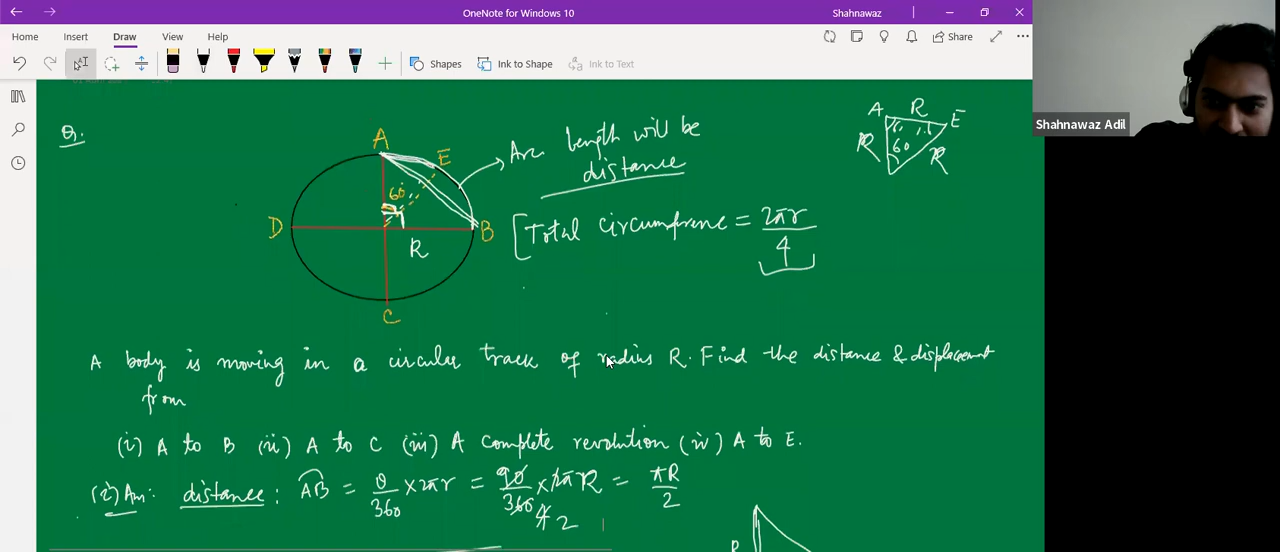 OneNote for Windows 10
Shahnawaz
Home Insert Draw View Help
Share
Shapes Ink to Shape Ink to Text
Shahnawaz Adil
Q.
A
E
60
D
B
R
C
Arc length will be
distance
[Total circumfrene = 2πr/4
A R E
R 60 R
A body is moving in a circular track of radius R. Find the distance & displacement
from
(i) A to B (ii) A to C (iii) A complete revolution (iv) A to E.
(i) Ans: distance: AB = θ/360 × 2πr = 90/360 × 2π R = πR/2
4 2
R